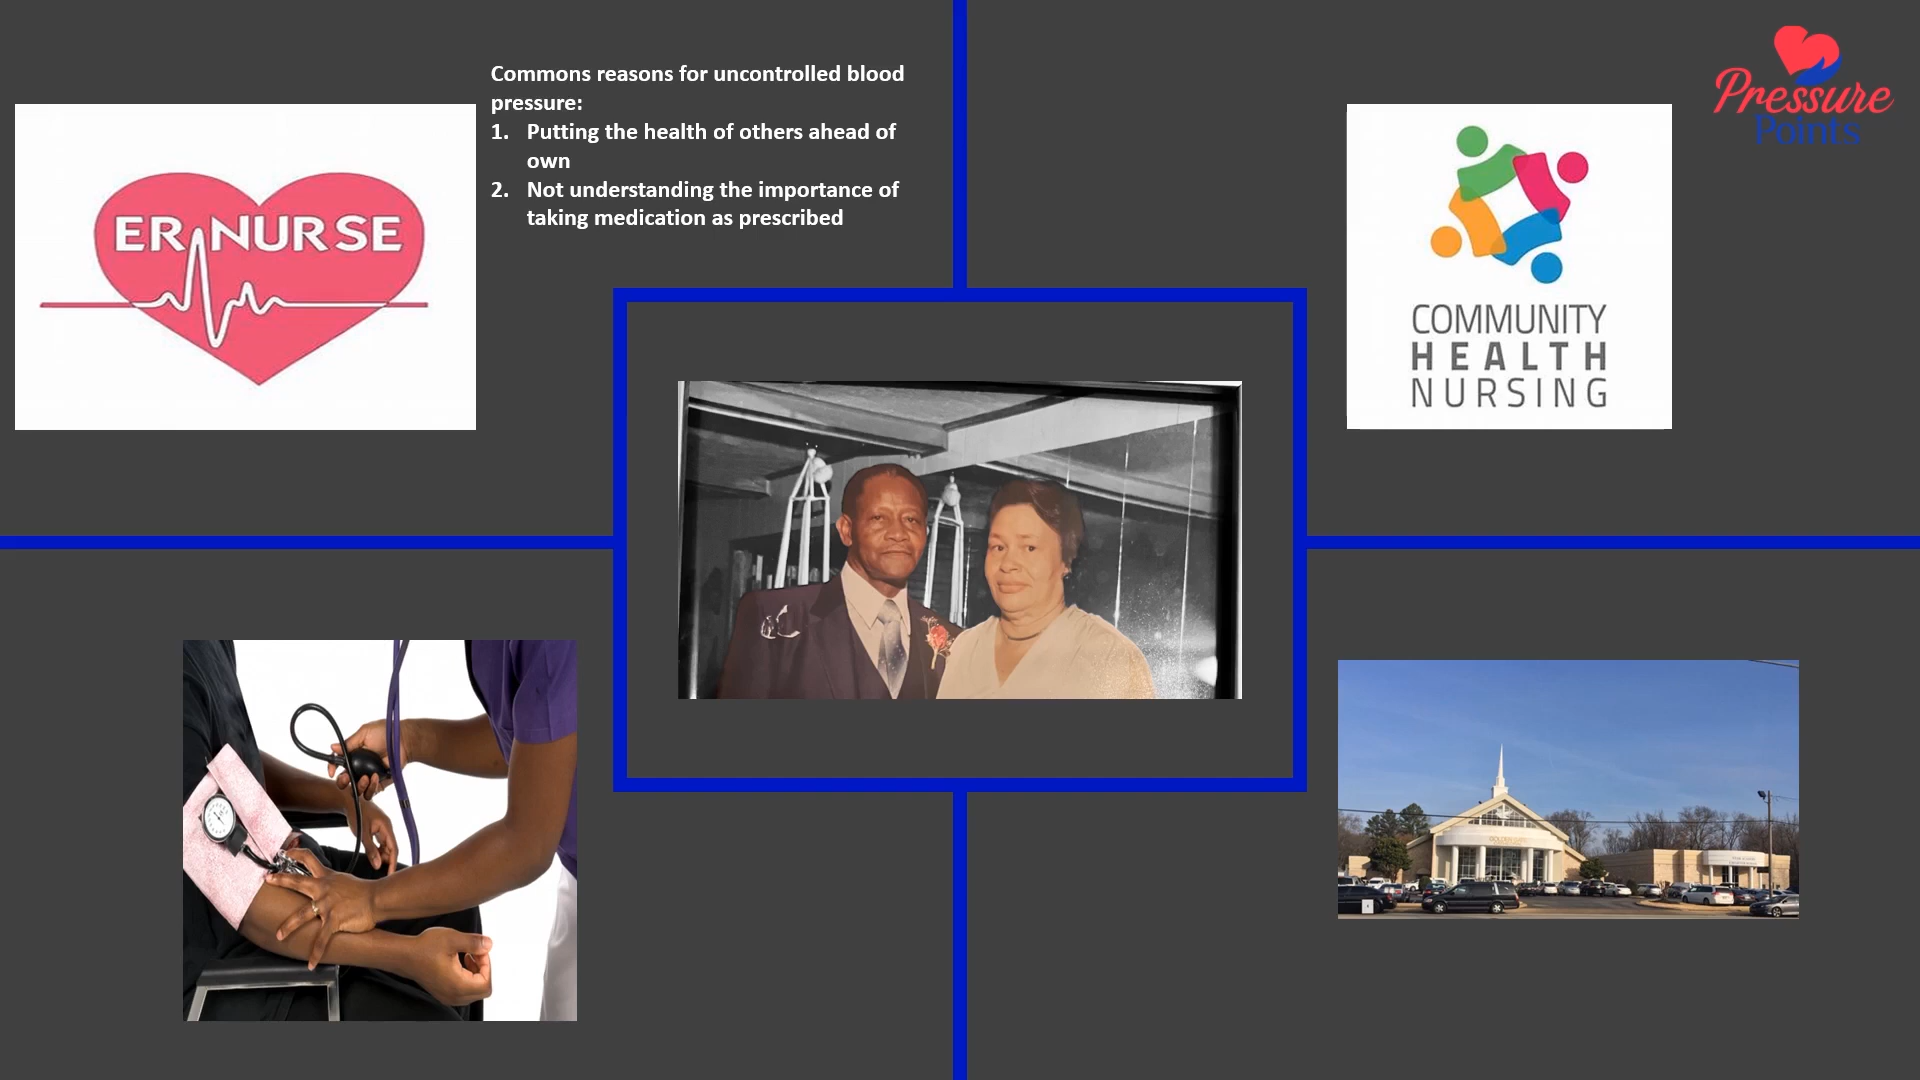 Commons reasons for uncontrolled blood
pressure:
1. Putting the health of others ahead of
own
2. Not understanding the importance of
taking medication as prescribed
ER NURSE
Pressure
Points
COMMUNITY
HEALTH
NURSING